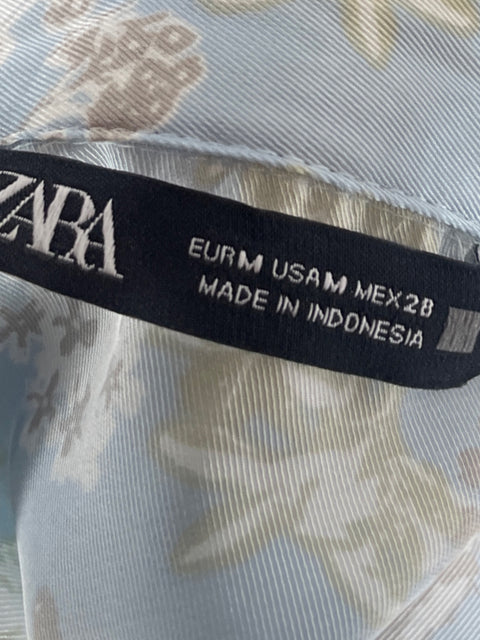 ZARA
EUR M USA M MEX 28
MADE IN INDONESIA